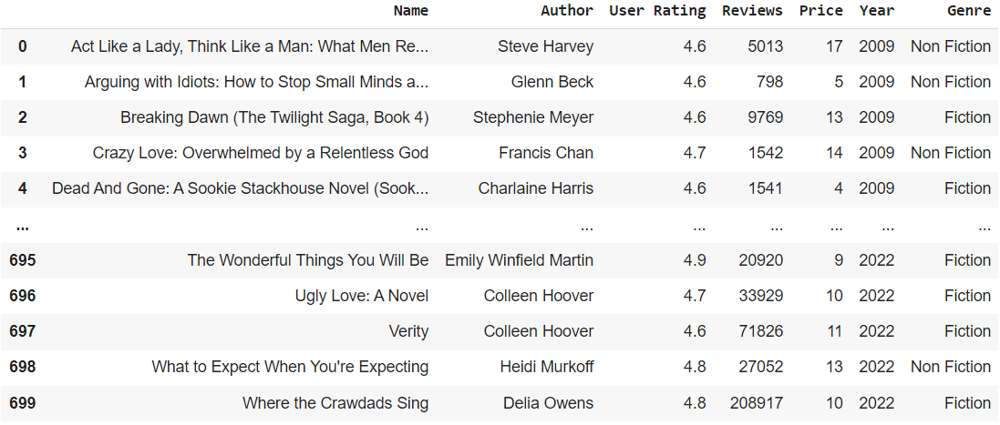 Name Author User Rating Reviews Price Year Genre
0 Act Like a Lady, Think Like a Man: What Men Re... Steve Harvey 4.6 5013 17 2009 Non Fiction
1 Arguing with Idiots: How to Stop Small Minds a... Glenn Beck 4.6 798 5 2009 Non Fiction
2 Breaking Dawn (The Twilight Saga, Book 4) Stephenie Meyer 4.6 9769 13 2009 Fiction
3 Crazy Love: Overwhelmed by a Relentless God Francis Chan 4.7 1542 14 2009 Non Fiction
4 Dead And Gone: A Sookie Stackhouse Novel (Sook... Charlaine Harris 4.6 1541 4 2009 Fiction
... ... ... ... ... ... ... ...
695 The Wonderful Things You Will Be Emily Winfield Martin 4.9 20920 9 2022 Fiction
696 Ugly Love: A Novel Colleen Hoover 4.7 33929 10 2022 Fiction
697 Verity Colleen Hoover 4.6 71826 11 2022 Fiction
698 What to Expect When You're Expecting Heidi Murkoff 4.8 27052 13 2022 Non Fiction
699 Where the Crawdads Sing Delia Owens 4.8 208917 10 2022 Fiction